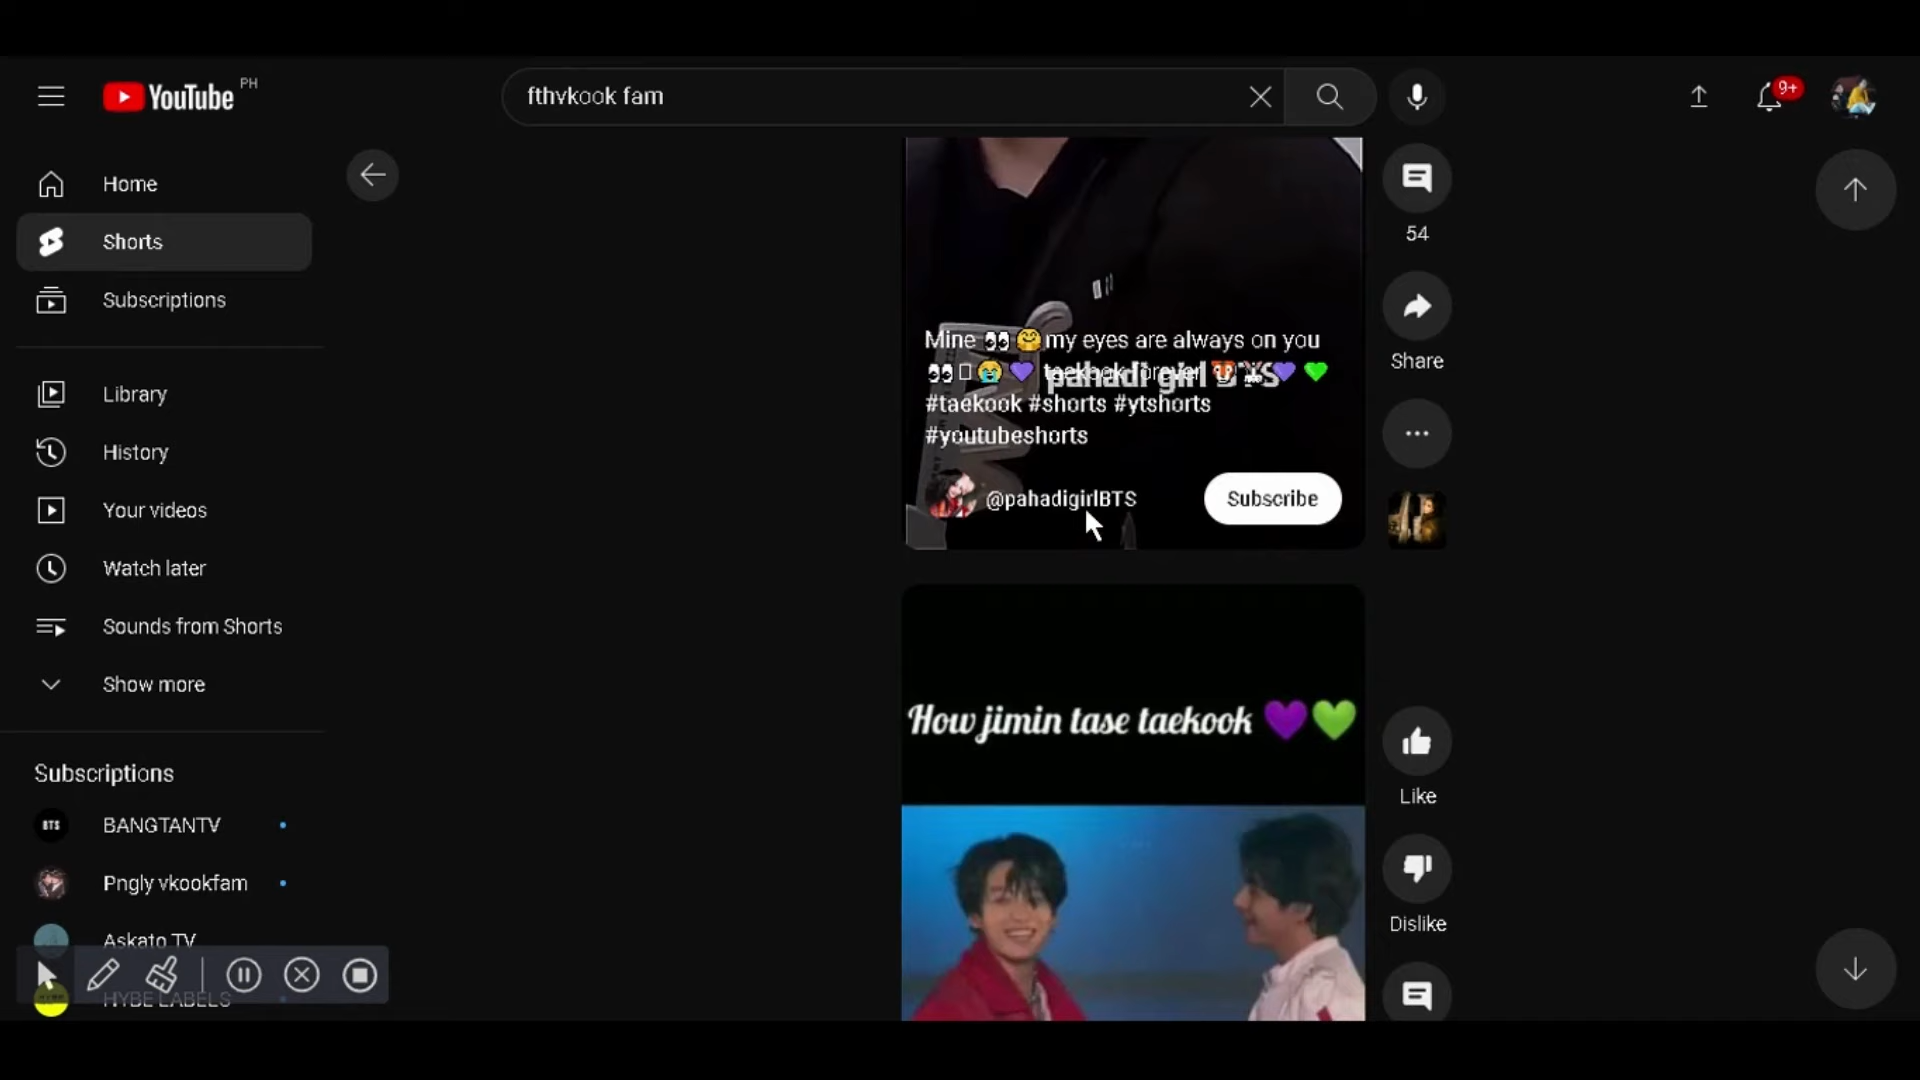 YouTube PH
fthvkook fam
9+
Home
Shorts
Subscriptions
Library
History
Your videos
Watch later
Sounds from Shorts
Show more
Subscriptions
BTS
BANGTANTV
Pngly vkookfam
Askato TV
HYBE LABELS
Mine 👀🤗my eyes are always on you
👀 😭 💜 taekook forever 🐯🐰💜 💚
pahadi girl BTS
#taekook #shorts #ytshorts
#youtubeshorts
@pahadigirlBTS
Subscribe
54
Share
How jimin tase taekook 💜💚
Like
Dislike